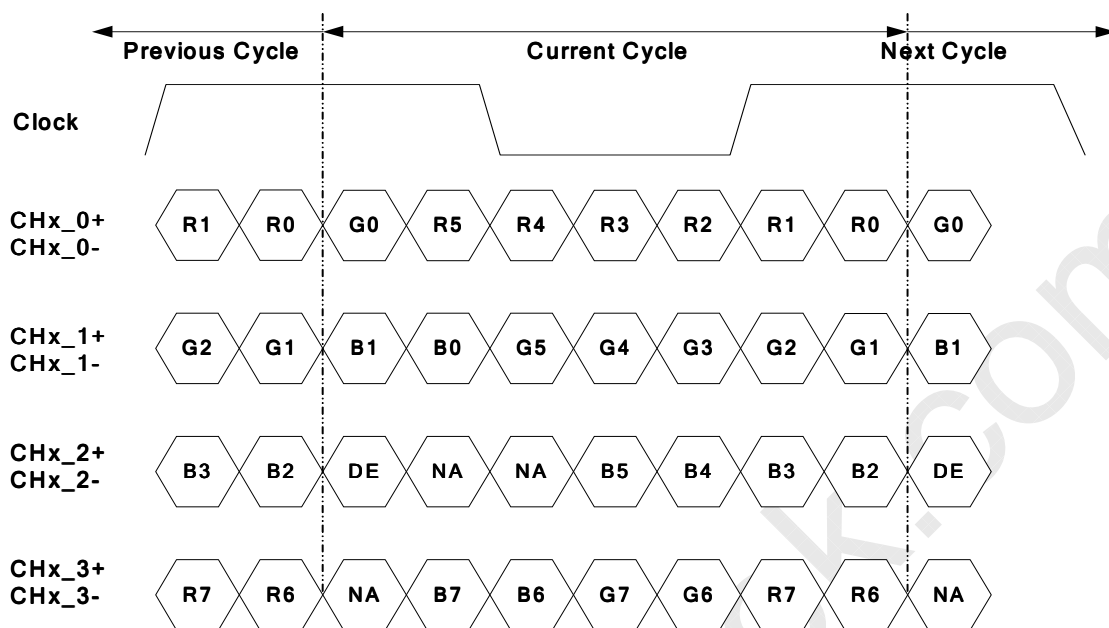 Previous Cycle Current Cycle Next Cycle
Clock
CHx_0+
CHx_0-
R1 R0 G0 R5 R4 R3 R2 R1 R0 G0
CHx_1+
CHx_1-
G2 G1 B1 B0 G5 G4 G3 G2 G1 B1
CHx_2+
CHx_2-
B3 B2 DE NA NA B5 B4 B3 B2 DE
CHx_3+
CHx_3-
R7 R6 NA B7 B6 G7 G6 R7 R6 NA
k.com